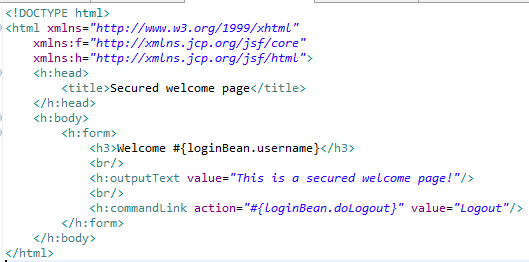 <!DOCTYPE html>
<html xmlns="http://www.w3.org/1999/xhtml"
    xmlns:f="http://xmlns.jcp.org/jsf/core"
    xmlns:h="http://xmlns.jcp.org/jsf/html">
    <h:head>
        <title>Secured welcome page</title>
    </h:head>
    <h:body>
        <h:form>
            <h3>Welcome #{loginBean.username}</h3>
            <br/>
            <h:outputText value="This is a secured welcome page!"/>
            <br/>
            <h:commandLink action="#{loginBean.doLogout}" value="Logout"/>
        </h:form>
    </h:body>
</html>